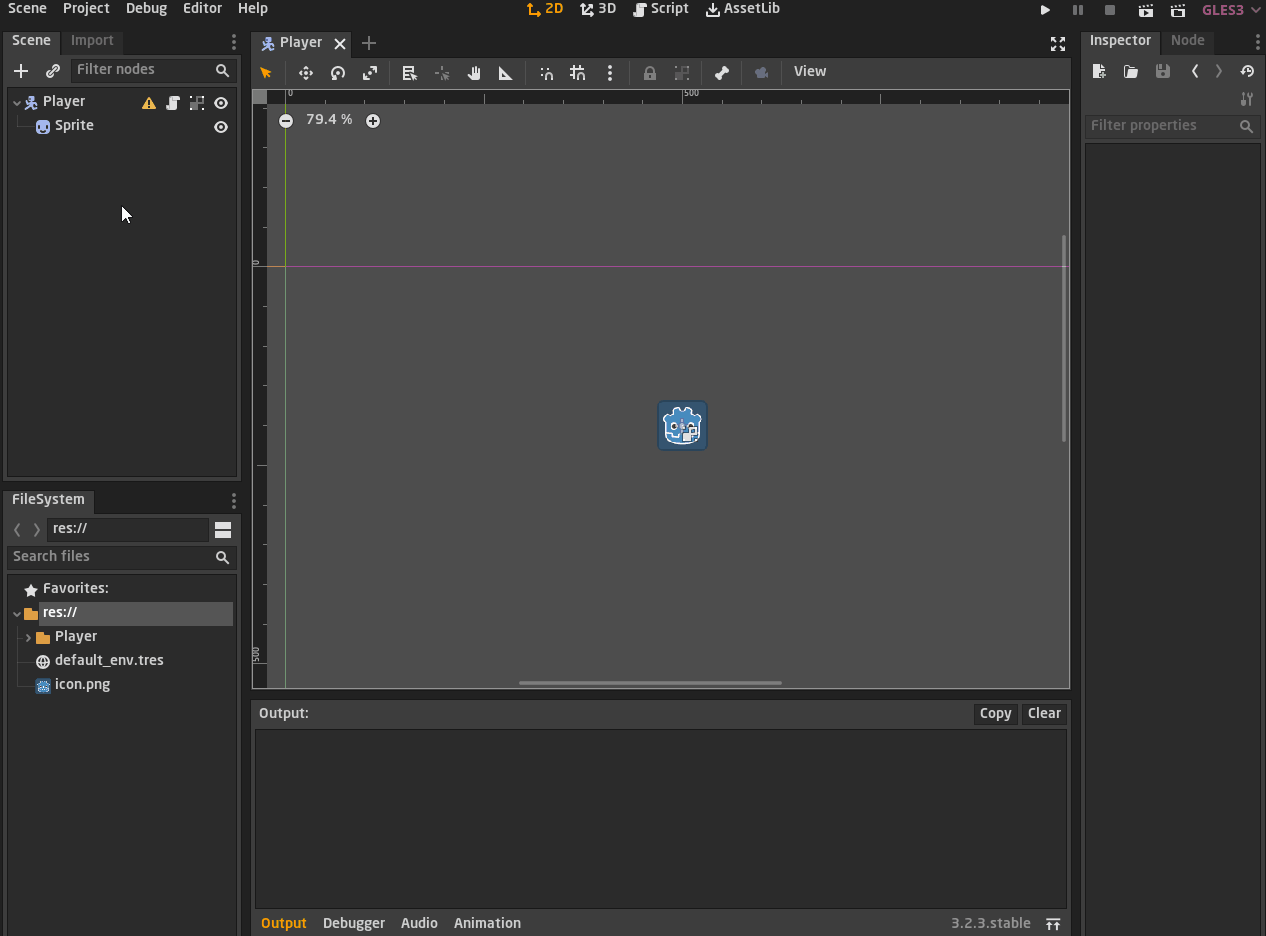 Scene Project Debug Editor Help 2D 3D Script AssetLib GLES3
Scene Import
Filter nodes
Player
Sprite
FileSystem
res://
Search files
Favorites:
res://
Player
default_env.tres
icon.png
Player
View
0 500
79.4 %
0
500
Output: Copy Clear
Output Debugger Audio Animation 3.2.3.stable
Inspector Node
Filter properties